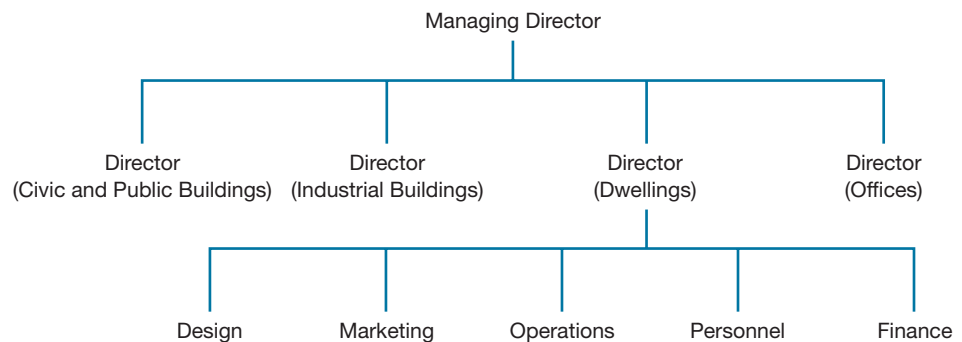 Managing Director
Director
(Civic and Public Buildings)
Director
(Industrial Buildings)
Director
(Dwellings)
Director
(Offices)
Design
Marketing
Operations
Personnel
Finance